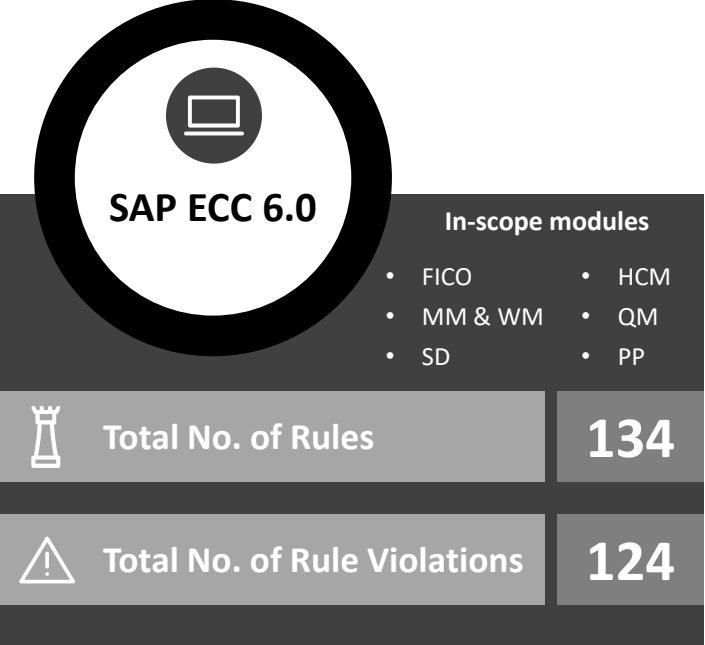 SAP ECC 6.0
In-scope modules
• FICO
• MM & WM
• SD
• HCM
• QM
• PP
Total No. of Rules 134
Total No. of Rule Violations 124